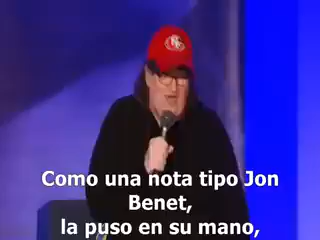 Como una nota tipo Jon
Benet,
la puso en su mano,